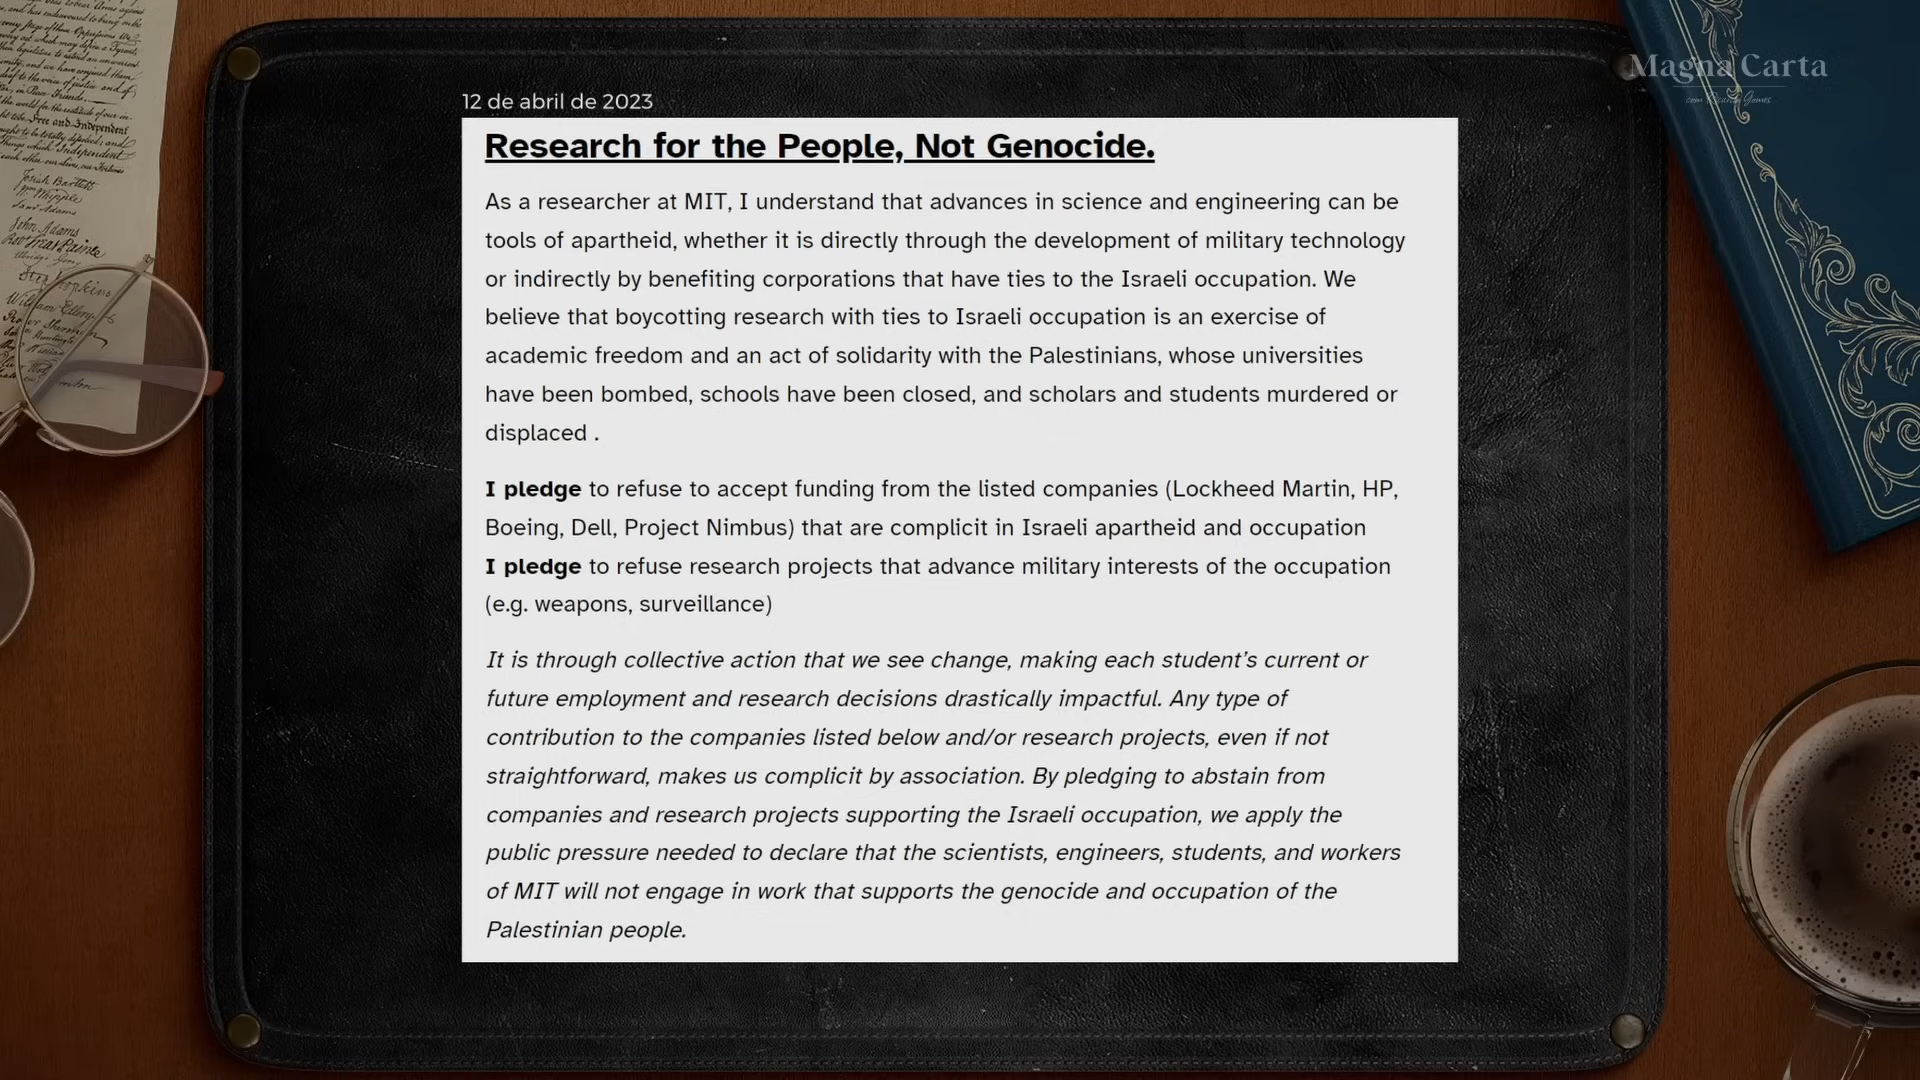 Magna Carta
com Ricardo Gomes
12 de abril de 2023
Research for the People, Not Genocide.
As a researcher at MIT, I understand that advances in science and engineering can be
tools of apartheid, whether it is directly through the development of military technology
or indirectly by benefiting corporations that have ties to the Israeli occupation. We
believe that boycotting research with ties to Israeli occupation is an exercise of
academic freedom and an act of solidarity with the Palestinians, whose universities
have been bombed, schools have been closed, and scholars and students murdered or
displaced .
I pledge to refuse to accept funding from the listed companies (Lockheed Martin, HP,
Boeing, Dell, Project Nimbus) that are complicit in Israeli apartheid and occupation
I pledge to refuse research projects that advance military interests of the occupation
(e.g. weapons, surveillance)
It is through collective action that we see change, making each student's current or
future employment and research decisions drastically impactful. Any type of
contribution to the companies listed below and/or research projects, even if not
straightforward, makes us complicit by association. By pledging to abstain from
companies and research projects supporting the Israeli occupation, we apply the
public pressure needed to declare that the scientists, engineers, students, and workers
of MIT will not engage in work that supports the genocide and occupation of the
Palestinian people.